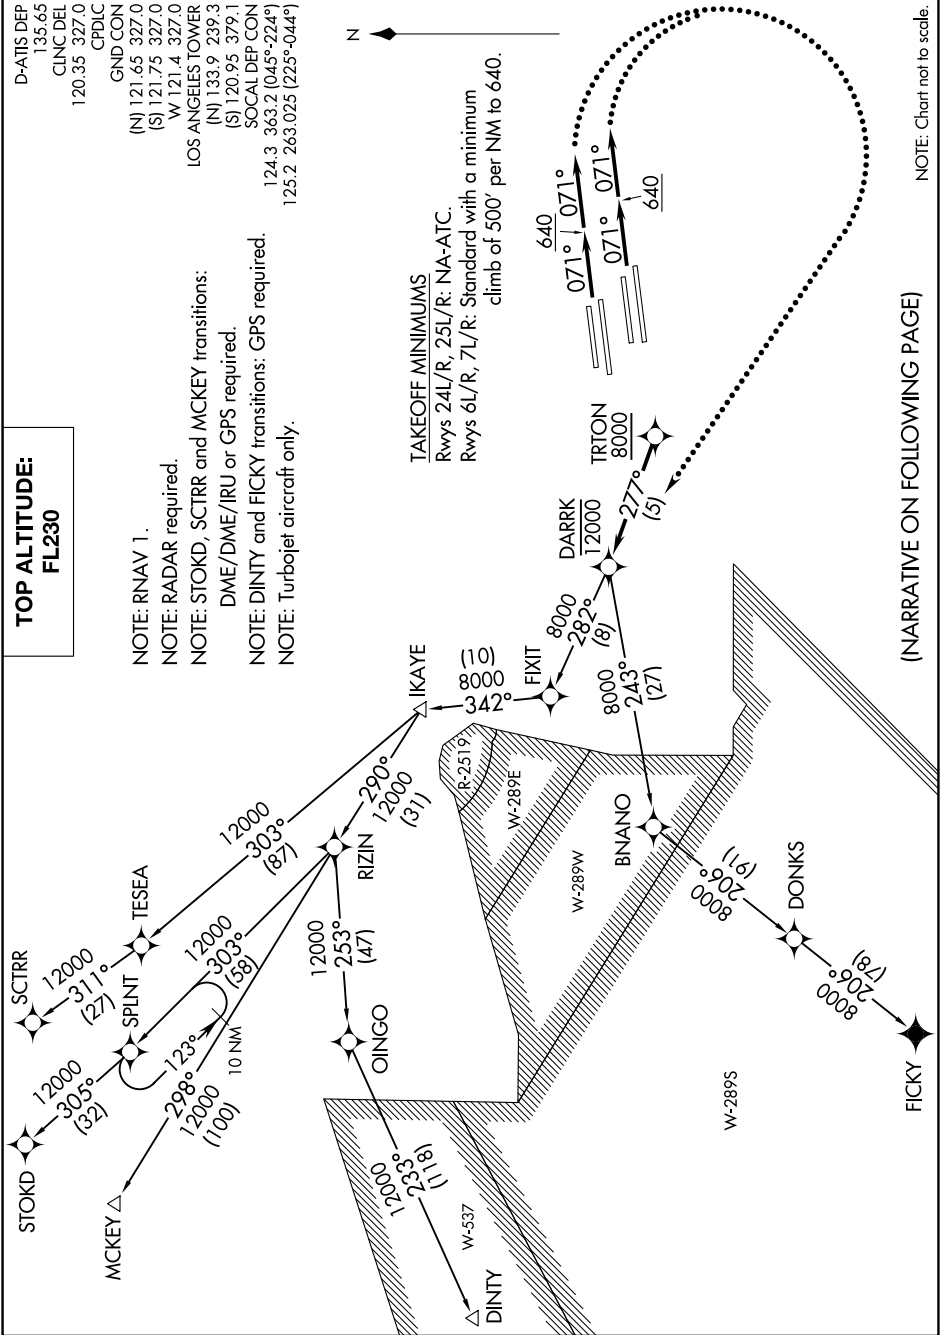 TOP ALTITUDE:
FL230
D-ATIS DEP
135.65
CLNC DEL
120.35 327.0
CPDLC
GND CON
(N) 121.65 327.0
(S) 121.75 327.0
W 121.4 327.0
LOS ANGELES TOWER
(N) 133.9 239.3
(S) 120.95 379.1
SOCAL DEP CON
124.3 363.2 (045°-224°)
125.2 263.025 (225°-044°)
NOTE: RNAV 1.
NOTE: RADAR required.
NOTE: STOKD, SCTRR and MCKEY transitions:
DME/DME/IRU or GPS required.
NOTE: DINTY and FICKY transitions: GPS required.
NOTE: Turbojet aircraft only.
N
TAKEOFF MINIMUMS
Rwys 24L/R, 25L/R: NA-ATC.
Rwys 6L/R, 7L/R: Standard with a minimum
climb of 500' per NM to 640.
STOKD
12000
305°
(32)
SCTRR
12000
311°
(27)
SPLNT
TESEA
MCKEY
298°
12000
(100)
123°
10 NM
12000
303°
(58)
12000
303°
(87)
RIZIN
290°
12000
(31)
IKAYE
OINGO
12000
253°
(47)
DINTY
12000
233°
(118)
W-537
(10)
8000
342°
FIXIT
8000
282°
(8)
DARRK
12000
TRTON
8000
277°
(5)
640
071°
071°
071°
071°
640
R-2519
W-289E
W-289W
BNANO
8000
243°
(27)
8000
206°
(91)
DONKS
8000
206°
(78)
FICKY
W-289S
(NARRATIVE ON FOLLOWING PAGE)
NOTE: Chart not to scale.